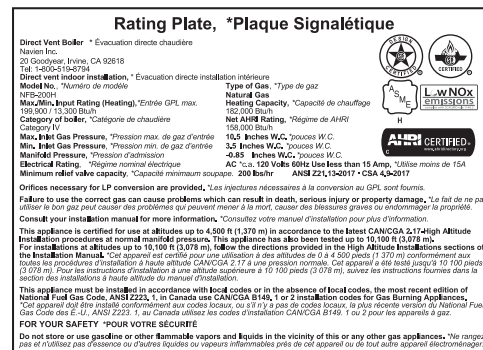 Rating Plate, *Plaque Signalétique
Direct Vent Boiler * Évacuation directe chaudière
Navien Inc.
20 Goodyear, Irvine, CA 92618
Tel: 1-800-519-8794
Direct vent indoor installation, * Évacuation directe installation intérieure
Model No., *Numéro de modèle
NFB-200H
Max./Min. Input Rating (Heating), *Entrée GPL max.
199,900 / 13,300 Btu/h
Category of boiler, *Catégorie de chaudière
Category IV
Type of Gas, *Type de gaz
Natural Gas
Heating Capacity, *Capacité de chauffage
182,000 Btu/h
Net AHRI Rating, *Régime de AHRI
158,000 Btu/h
Max. Inlet Gas Pressure, *Pression max. de gaz d'entrée 10.5 Inches W.C. *pouces W.C.
Min. Inlet Gas Pressure, *Pression min. de gaz d'entrée 3.5 Inches W.C. *pouces W.C.
Manifold Pressure, *Pression d'admission -0.85 Inches W.C. *pouces W.C.
Electrical Rating, *Régime nominal électrique AC °c.a. 120 Volts 60Hz Use less than 15 Amp, *Utilise moins de 15A
Minimum relief valve capacity, *Capacité minimum soupape. 200 lbs/hr ANSI Z21.13-2017 • CSA 4.9-2017
DESIGN
CERTIFIED
CERTIFIED
ASME
H
Low NOx
emissions
C
AHRI CERTIFIED
www.ahridirectory.org
Orifices necessary for LP conversion are provided, *Les injecteures nécessaires à la conversion au GPL sont fournis.
Failure to use the correct gas can cause problems which can result in death, serious injury or property damage. *Le fait de ne pas
utiliser le bon gaz peut causer des problèmes qui peuvent mener à la mort, causer des blessures graves ou endommager la propriété.
Consult your installation manual for more information. *Consultez votre manuel d'installation pour plus d'information.
This appliance is certified for use at altitudes up to 4,500 ft (1,370 m) in accordance to the latest CAN/CGA 2.17-High Altitude
Installation procedures at normal manifold pressure. This appliance has also been tested up to 10,100 ft (3,078 m).
For installations at altitudes up to 10,100 ft (3,078 m), follow the directions provided in the High Altitude Installations sections of
the Installation Manual. *Cet appareil est certifié pour une utilisation à des altitudes de 0 à 4 500 pieds (1 370 m) conformément aux
toutes les procédures d'installation à haute altitude CAN/CGA 2.17 à une pression normale. Cet appareil a été testé jusqu'à 10 100 pieds
(3 078 m). Pour les instructions d'installation à une altitude supérieure à 10 100 pieds (3 078 m), suivez les instructions fournies dans la
section des installations à haute altitude du manuel d'installation.
This appliance must be installed in accordance with local codes or in the absence of local codes, the most recent edition of
National Fuel Gas Code, ANSI Z223. 1, in Canada use CAN/CGA B149, 1 or 2 installation codes for Gas Burning Appliances.
*Cet appareil doit être installé conformément aux codes locaux, ou s'il n'y a pas de codes locaux, la plus récente version du National Fuel
Gas Code des É.-U., ANSI Z223. 1, au Canada utilisez les codes d'installation CAN/CGA B149. 1 ou 2 pour les appareils à gaz.
FOR YOUR SAFETY *POUR VOTRE SÉCURITÉ
Do not store or use gasoline or other flammable vapors and liquids in the vicinity of this or any other gas appliances. *Ne rangez
pas et n'utilisez pas d'essence ou d'autres liquides ou vapeurs inflammables près de cet appareil ou de tout autre appareil électroménager.